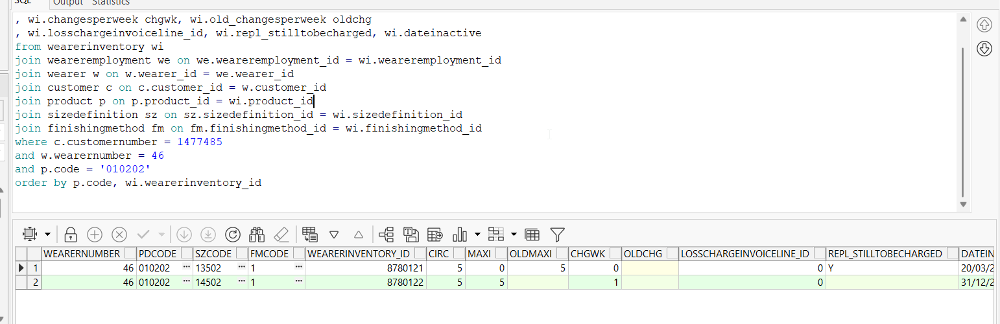 SQL Output Statistics
, wi.changesperweek chgwk, wi.old_changesperweek oldchg
, wi.losschargeinvoiceline_id, wi.repl_stilltobecharged, wi.dateinactive
from wearerinventory wi
join weareremployment we on we.weareremployment_id = wi.weareremployment_id
join wearer w on w.wearer_id = we.wearer_id
join customer c on c.customer_id = w.customer_id
join product p on p.product_id = wi.product_id
join sizedefinition sz on sz.sizedefinition_id = wi.sizedefinition_id
join finishingmethod fm on fm.finishingmethod_id = wi.finishingmethod_id
where c.customernumber = 1477485
and w.wearernumber = 46
and p.code = '010202'
order by p.code, wi.wearerinventory_id
WEARERNUMBER PDCODE SZCODE FMCODE WEARERINVENTORY_ID CIRC MAXI OLDMAXI CHGWK OLDCHG LOSSCHARGEINVOICELINE_ID REPL_STILLTOBECHARGED DATEIN
1 46 010202 ... 13502 ... 1 ... 8780121 5 0 5 0 0 Y 20/03/2
2 46 010202 ... 14502 ... 1 ... 8780122 5 5 1 0 31/12/2